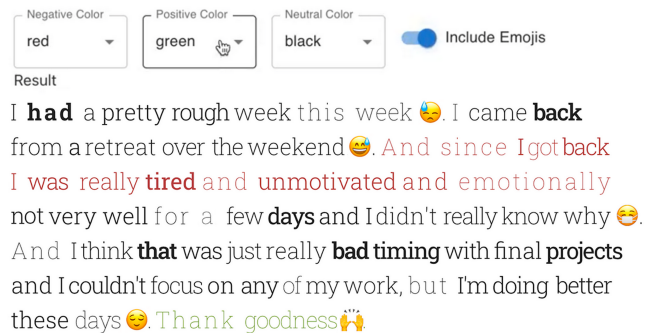 Negative Color Positive Color Neutral Color
red green black Include Emojis
Result
I had a pretty rough week this week 😓. I came back
from a retreat over the weekend 😅. And since I got back
I was really tired and unmotivated and emotionally
not very well for a few days and I didn't really know why 😷.
And I think that was just really bad timing with final projects
and I couldn't focus on any of my work, but I'm doing better
these days 😌. Thank goodness 🙌.